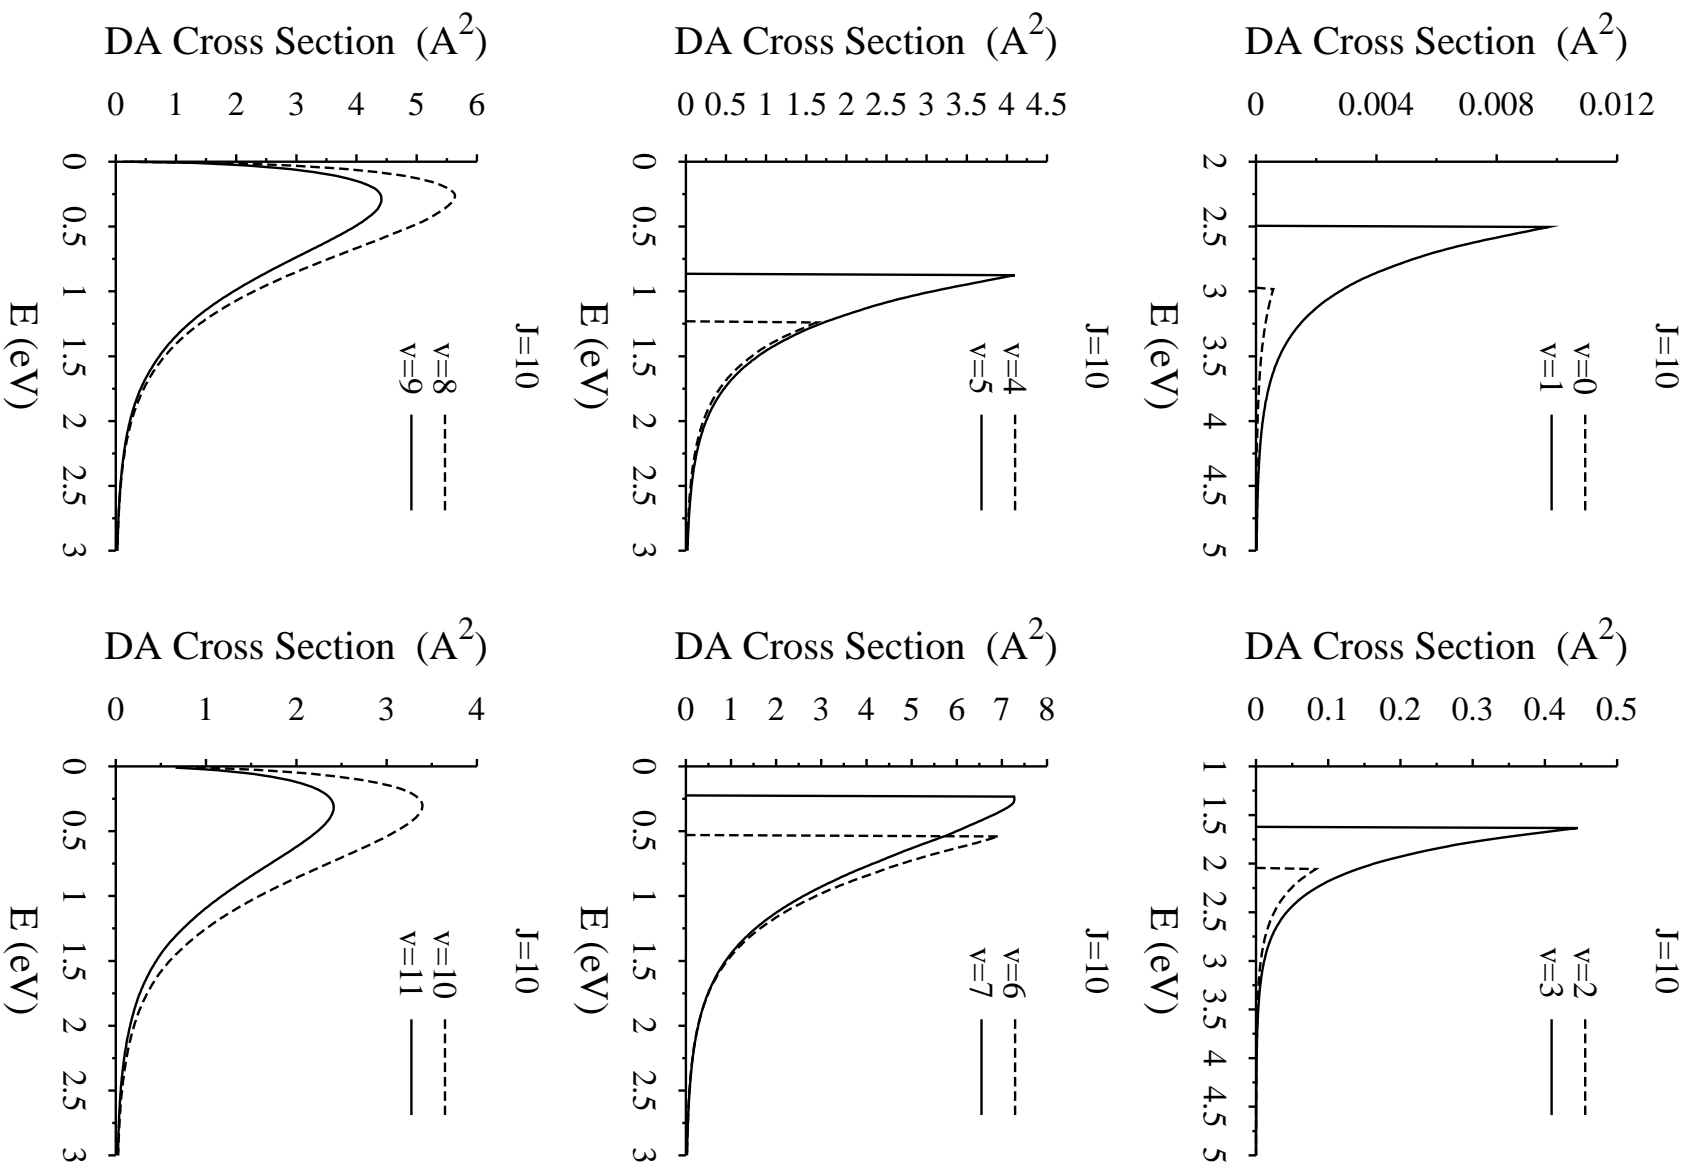 DA Cross Section (A^2)
0 1 2 3 4 5 6
0 0.5 1 1.5 2 2.5 3
E (eV)
J=10
v=8
v=9
DA Cross Section (A^2)
0 0.5 1 1.5 2 2.5 3 3.5 4 4.5
0 0.5 1 1.5 2 2.5 3
E (eV)
J=10
v=4
v=5
DA Cross Section (A^2)
0 0.004 0.008 0.012
2 2.5 3 3.5 4 4.5 5
E (eV)
J=10
v=0
v=1
DA Cross Section (A^2)
0 1 2 3 4
0 0.5 1 1.5 2 2.5 3
E (eV)
J=10
v=10
v=11
DA Cross Section (A^2)
0 1 2 3 4 5 6 7 8
0 0.5 1 1.5 2 2.5 3
E (eV)
J=10
v=6
v=7
DA Cross Section (A^2)
0 0.1 0.2 0.3 0.4 0.5
1 1.5 2 2.5 3 3.5 4 4.5 5
E (eV)
J=10
v=2
v=3